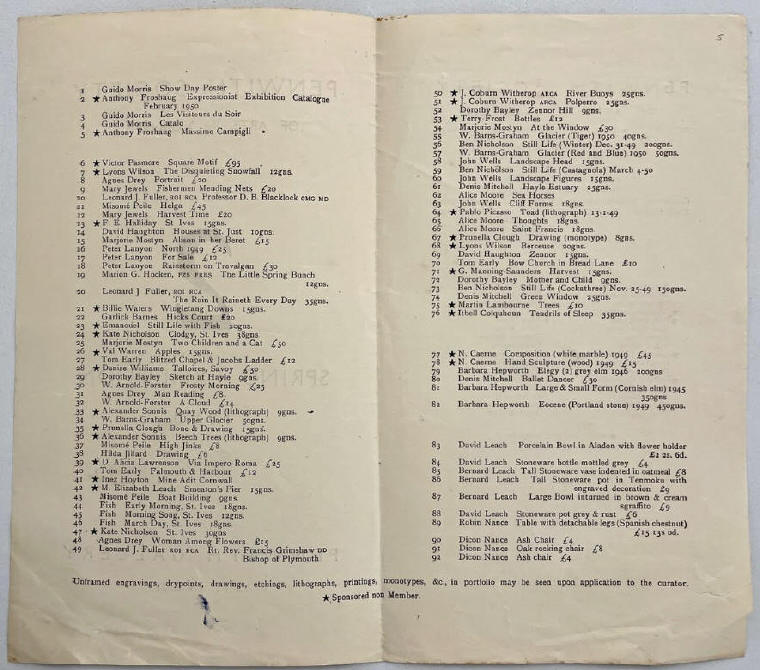 1 Guido Morris Show Day Poster
2 ★ Anthony Froshaug Expressionist Exhibition Catalogue
February 1950
3 Guido Morris Les Visiteurs du Soir
4 Guido Morris Catalo
5 ★ Anthony Froshaug Massimo Campigli
6 ★ Victor Pasmore Square Motif £95
7 ★ Lyons Wilson The Disquieting Snowfall 12gns.
8 Agnes Drey Portrait £20
9 Mary Jewels Fishermen Meading Nets £20
10 Leonard J. Fuller, ROI RCA Professor D. B. Blacklock CMG MD
11 Misomé Peile Helga £45
12 Mary Jewels Harvest Time £20
13 ★ F. E. Halliday St. Ives 15gns.
14 David Haughton Houses at St. Just 10gns.
15 Marjorie Mostyn Alison in her Beret £15
16 Peter Lanyon North 1949 £25
17 Peter Lanyon For Sale £12
18 Peter Lanyon Rainstorm on Trevalgan £30
19 Marion G. Hocken, FZS FRES The Little Spring Bunch
12gns.
20 Leonard J Fuller, ROI RCA
The Rain It Raineth Every Day 35gns.
21 ★ Billie Waters Winglerang Downs 15gns.
22 Garlick Barnes Hicks Court £20
23 ★ Emanooiel Still Life with Fish 20gns.
24 ★ Kate Nicholson Clodgy, St. Ives 38gns.
25 Marjorie Mostyn Two Children and a Cat £50
26 ★ Val Warren Apples 15gns.
27 Tom Early Blitzed Chapel & Jacobs Ladder £12
28 ★ Denise Williams Talloires, Savoy £50
29 Dorothy Bayley Sketch at Hayle 9gns.
30 W. Arnold-Forster Frosty Morning £25
31 Agnes Drey Man Reading £8
32 W. Arnold-Forster A Cloud £14
33 ★ Alexander Sonnis Quay Wood (lithograph) 9gns.
34 W. Barns-Graham Upper Glacier 50gns.
35 ★ Prunella Clough Bone & Drawing 15gns.
36 ★ Alexander Sonnis Beech Trees (lithograph) 9gns.
37 Misomé Peile High Jinks £8
38 Hilda Jillard Drawing £6
39 ★ D. Alicia Lawrenson Via Impero Roma £25
40 Tom Early Falmouth & Harbour £12
41 ★ Inez Hoyton Mine Adit Cornwall
42 ★ M. Elizabeth Leach Smeaton's Pier 15gns.
43 Misomé Peile Boat Building 9gns.
44 Fish Early Morning, St. Ives 18gns.
45 Fish Morning Song, St. Ives 12gns.
46 Fish March Day, St. Ives 18gns.
47 ★ Kate Nicholson St. Ives 30gns
48 Agnes Drey Woman Among Flowers £15
49 Leonard J. Fuller ROI RCA Rt. Rev. Francis Grimshaw DD
Bishop of Plymouth
5
50 ★ J. Coburn Witherop ARCA River Buoys 25gns.
51 ★ J. Coburn Witherop ARCA Polperro 25gns.
52 Dorothy Bayley Zennor Hill 9gns.
53 ★ Terry Frost Bottles £12
54 Marjorie Mostyn At the Window £30
55 W. Barns-Graham Glacier (Tiger) 1950 40gns.
56 Ben Nicholson Still Life (Winter) Dec. 31-49 200gns.
57 W. Barns-Graham Glacier (Red and Blue) 1950 50gns.
58 John Wells Landscape Head 15gns.
59 Ben Nicholson Still Life (Castagnola) March 4-50
60 John Wells Landscape Figures 15gns.
61 Denis Mitchell Hayle Estuary 25gns.
62 Alice Moore Sea Horses
63 John Wells Cliff Forms 18gns.
64 ★ Pablo Picasso Toad (lithograph) 13-1-49
65 Alice Moore Thoughts 18gns.
66 Alice Moore Saint Francis 18gns.
67 ★ Prunella Clough Drawing (monotype) 8gns.
68 ★ Lyons Wilson Berceuse 20gns.
69 David Haughton Zennor 15gns.
70 Tom Early Bow Church in Bread Lane £10
71 ★ G. Manning-Saunders Harvest 15gns.
72 Dorothy Bayley Mother and Child 9gns.
73 Ben Nicholson Still Life (Cockathree) Nov. 25-49 130gns.
74 Denis Mitchell Green Window 25gns.
75 ★ Martin Lambourne Trees £10
76 ★ Ithell Colquhoun Tendrils of Sleep 35gns.
77 ★ N. Caerne Composition (white marble) 1949 £45
78 ★ N. Caerne Hand Sculpture (wood) 1949 £15
79 Barbara Hepworth Elegy (2) grey elm 1946 200gns
80 Denis Mitchell Ballet Dancer £30
81 Barbara Hepworth Large & Small Form (Cornish elm) 1945
350gns
82 Barbara Hepworth Eocene (Portland stone) 1949 450gns.
83 David Leach Porcelain Bowl in Aladon with flower holder
£2 2s. 6d.
84 David Leach Stoneware bottle mottled grey £4
85 Bernard Leach Tall Stoneware vase indented in oatmeal £8
86 Bernard Leach Tall Stoneware pot in Tenmoku with
engraved decoration £9
87 Bernard Leach Large Bowl inturned in brown & cream
sgraffito £9
88 David Leach Stoneware pot grey & rust £6
89 Robin Nance Table with detachable legs (Spanish chestnut)
£15 15s. od.
90 Dicon Nance Ash Chair £4
91 Dicon Nance Oak rocking chair £8
92 Dicon Nance Ash chair £4
Unframed engravings, drypoints, drawings, etchings, lithographs, printings, monotypes, &c., in portfolio may be seen upon application to the curator.
★ Sponsored non Member.